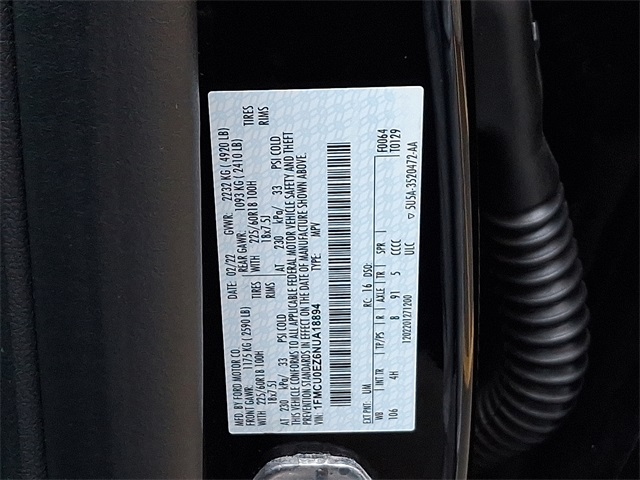 MFD. BY FORD MOTOR CO. DATE: 02/22 GVWR: 2232 KG ( 4920 LB)
FRONT GAWR: 1175 KG (2590 LB) REAR GAWR: 1093 KG ( 2410 LB)
WITH 225/60R18 100H TIRES WITH 225/60R18 100H TIRES
18x7.5J RIMS 18x7.5J RIMS
AT 230 kPa/ 33 PSI COLD AT 230 kPa/ 33 PSI COLD
THIS VEHICLE CONFORMS TO ALL APPLICABLE FEDERAL MOTOR VEHICLE SAFETY AND THEFT
PREVENTION STANDARDS IN EFFECT ON THE DATE OF MANUFACTURE SHOWN ABOVE.
VIN: 1FMCU0EZ6NUA18894 TYPE: MPV
F0064
T0129
EXT PNT: UM RC: 16 DSO:
WB INT TR TP/PS R AXLE TR SPR
106 4H B 91 5 CCCC
ULC
5U5A-3520472-AA
1202201271200